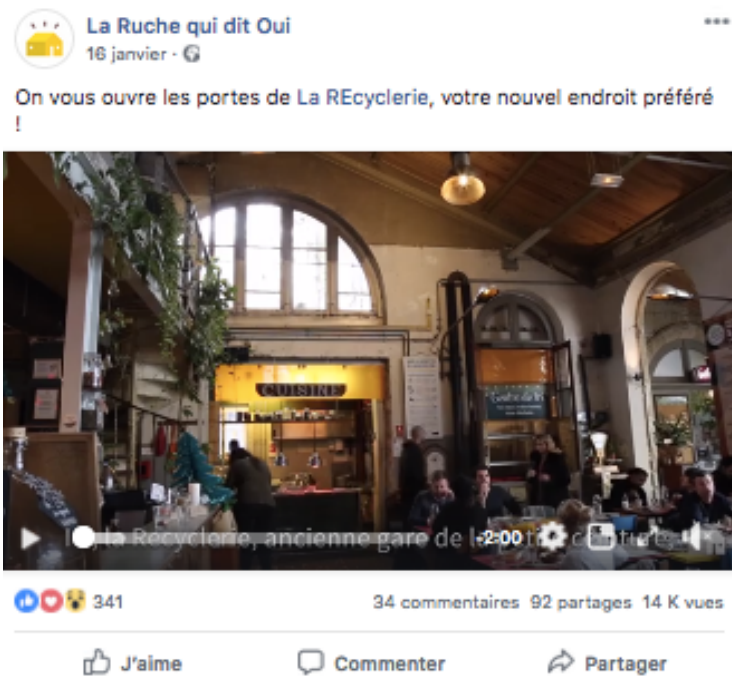 La Ruche qui dit Oui
16 janvier ·
On vous ouvre les portes de La REcyclerie, votre nouvel endroit préféré
!
CUISINE
la Recyclerie, ancienne gare de la
-2:00
341
34 commentaires 92 partages 14 K vues
J'aime
Commenter
Partager